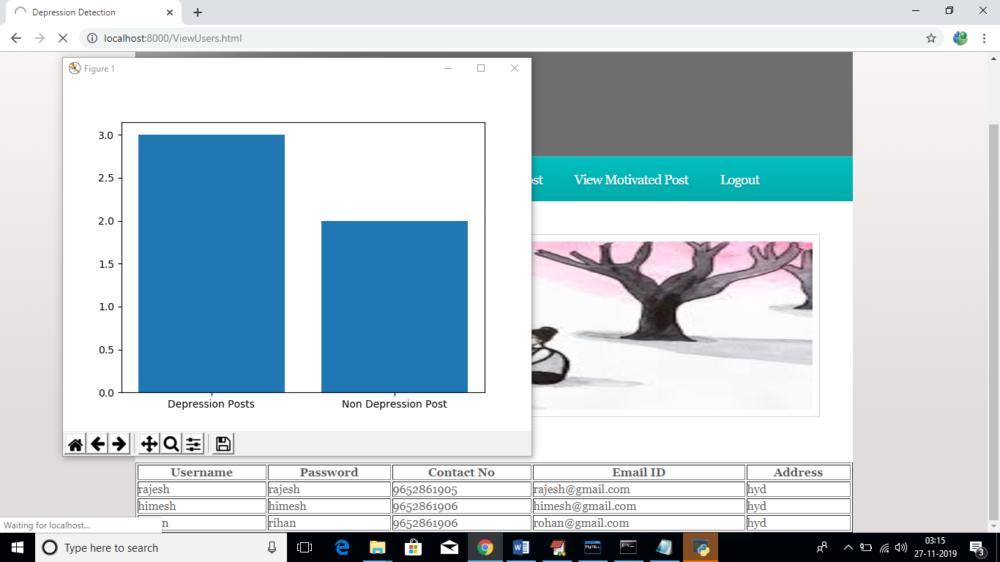 Depression Detection
localhost:8000/ViewUsers.html
Figure 1
View Motivated Post Logout
3.0
2.5
2.0
1.5
1.0
0.5
0.0
Depression Posts Non Depression Post
Username Password Contact No Email ID Address
rajesh rajesh 9652861905 rajesh@gmail.com hyd
himesh himesh 9652861906 himesh@gmail.com hyd
rihan 9652861906 rohan@gmail.com hyd
Waiting for localhost...
Type here to search
03:15
27-11-2019
3